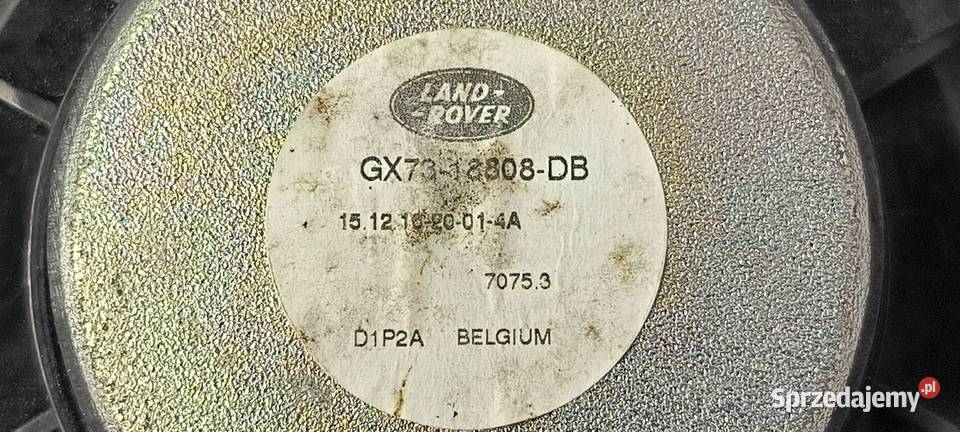 LAND-
-ROVER
GX73-18808-DB
15.12.16-20-01-4A
7075.3
D1P2A BELGIUM
Sprzedajemy.pl